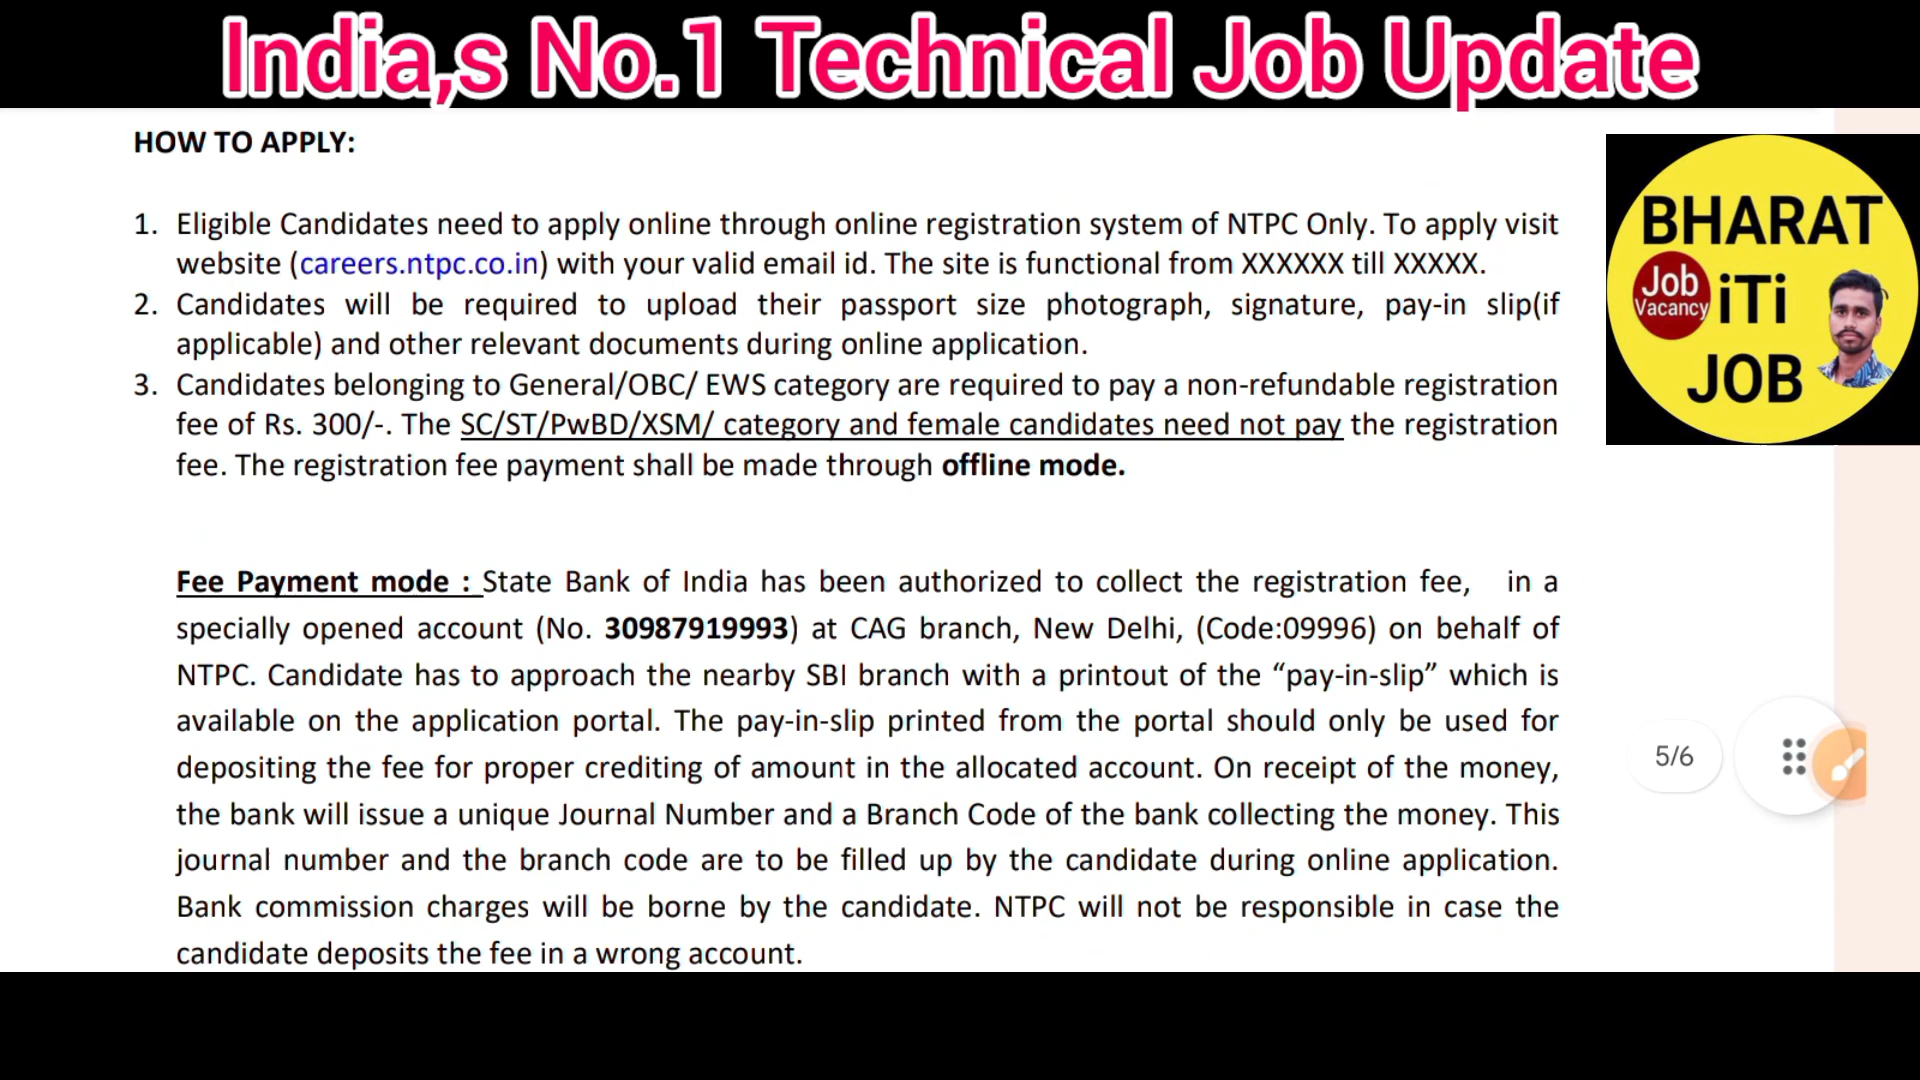 India,s No.1 Technical Job Update
HOW TO APPLY:
1. Eligible Candidates need to apply online through online registration system of NTPC Only. To apply visit
website (careers.ntpc.co.in) with your valid email id. The site is functional from XXXXXX till XXXXX.
2. Candidates will be required to upload their passport size photograph, signature, pay-in slip(if
applicable) and other relevant documents during online application.
3. Candidates belonging to General/OBC/ EWS category are required to pay a non-refundable registration
fee of Rs. 300/-. The SC/ST/PwBD/XSM/ category and female candidates need not pay the registration
fee. The registration fee payment shall be made through offline mode.
Fee Payment mode : State Bank of India has been authorized to collect the registration fee, in a
specially opened account (No. 30987919993) at CAG branch, New Delhi, (Code:09996) on behalf of
NTPC. Candidate has to approach the nearby SBI branch with a printout of the “pay-in-slip” which is
available on the application portal. The pay-in-slip printed from the portal should only be used for
depositing the fee for proper crediting of amount in the allocated account. On receipt of the money,
the bank will issue a unique Journal Number and a Branch Code of the bank collecting the money. This
journal number and the branch code are to be filled up by the candidate during online application.
Bank commission charges will be borne by the candidate. NTPC will not be responsible in case the
candidate deposits the fee in a wrong account.
BHARAT
Job
Vacancy
iTi
JOB
5/6